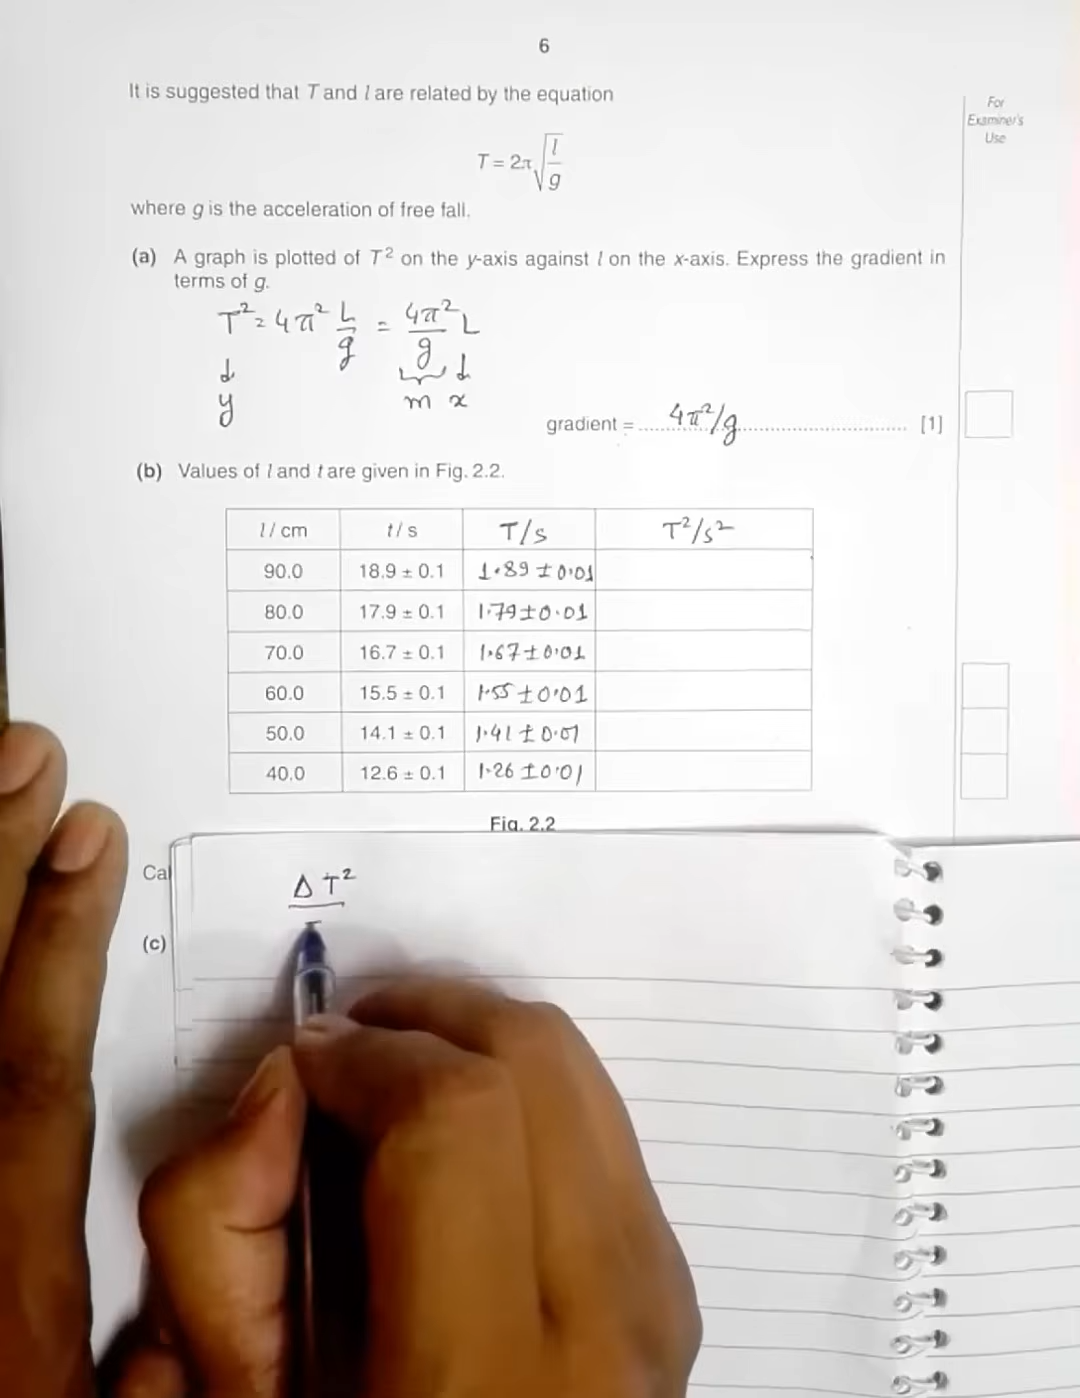 6
For
Examiner's
Use
It is suggested that T and l are related by the equation
T = 2π√(l/g)
where g is the acceleration of free fall.
(a) A graph is plotted of T² on the y-axis against l on the x-axis. Express the gradient in
terms of g.
T² = 4π² L/g = 4π²/g L
y m x
gradient = 4π²/g [1]
(b) Values of l and t are given in Fig. 2.2.
l / cm t / s T/s T²/s²
90.0 18.9 ± 0.1 1.89 ± 0.01
80.0 17.9 ± 0.1 1.79 ± 0.01
70.0 16.7 ± 0.1 1.67 ± 0.01
60.0 15.5 ± 0.1 1.55 ± 0.01
50.0 14.1 ± 0.1 1.41 ± 0.01
40.0 12.6 ± 0.1 1.26 ± 0.01
Fig. 2.2
Cal
Δ T²
(c)